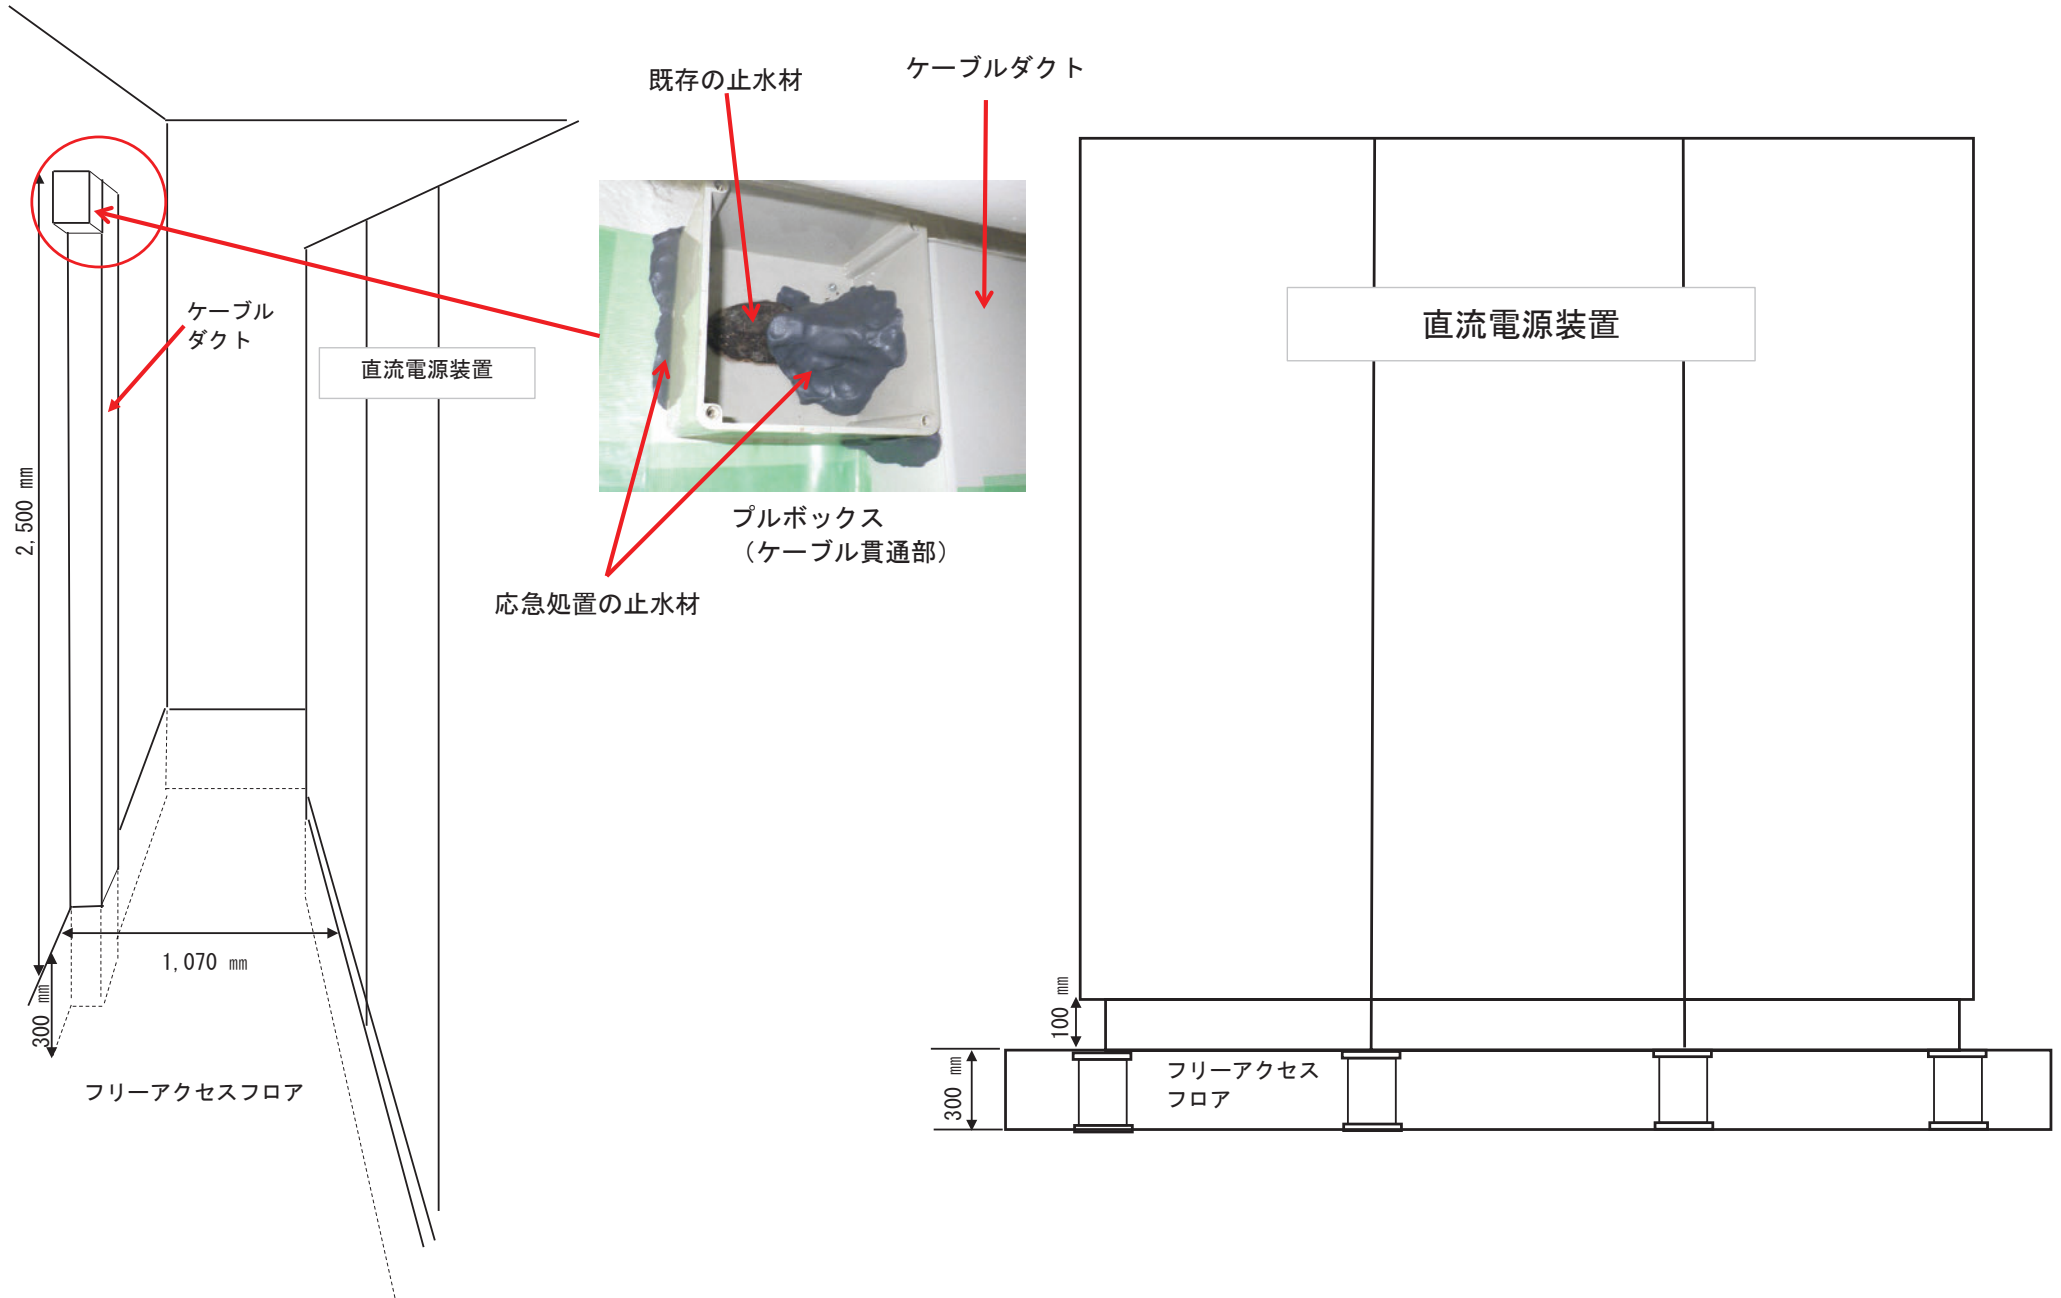 既存の止水材
ケーブルダクト
ケーブル
ダクト
直流電源装置
直流電源装置
2,500 mm
プルボックス
（ケーブル貫通部）
応急処置の止水材
1,070 mm
300 mm
フリーアクセスフロア
100 mm
300 mm
フリーアクセス
フロア